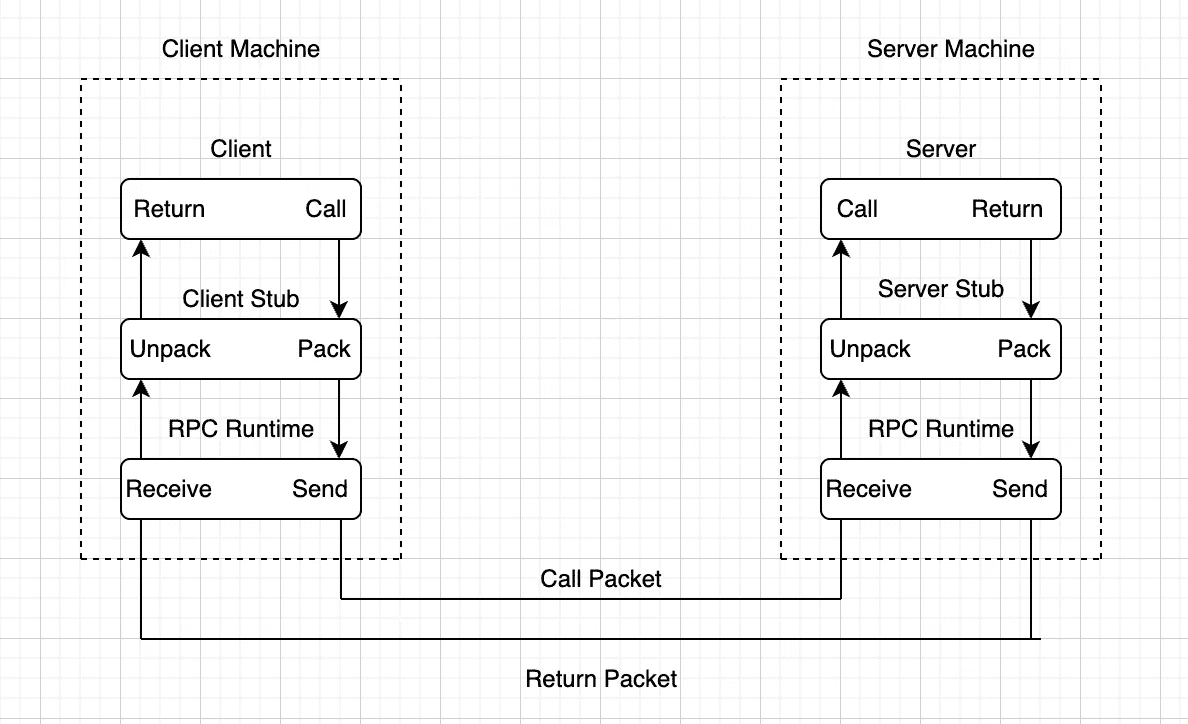 Client Machine
Server Machine
Client
Server
Return Call
Call Return
Client Stub
Server Stub
Unpack Pack
Unpack Pack
RPC Runtime
RPC Runtime
Receive Send
Receive Send
Call Packet
Return Packet